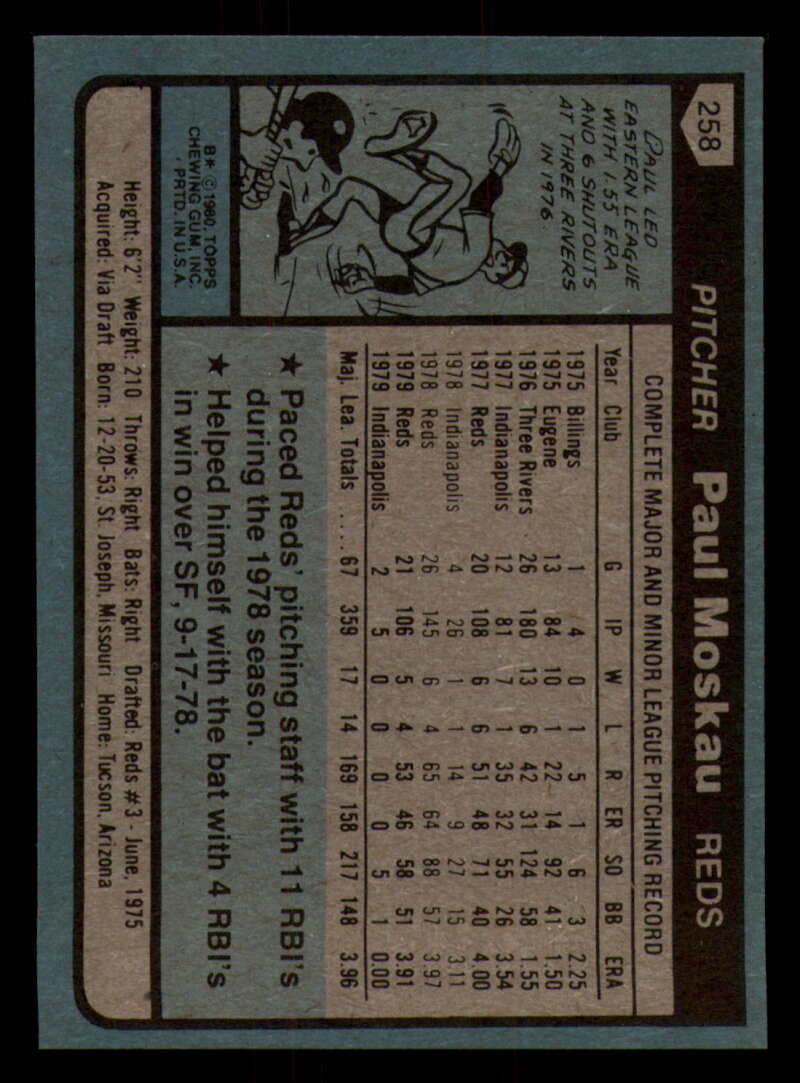 258
PITCHER Paul Moskau REDS
PAUL LED
EASTERN LEAGUE
WITH 1.55 ERA
AND 6 SHUTOUTS
AT THREE RIVERS
IN 1976.
B* © 1980, TOPPS
CHEWING GUM, INC.
PRTD. IN U.S.A.
COMPLETE MAJOR AND MINOR LEAGUE PITCHING RECORD
Year Club G IP W L R ER SO BB ERA
1975 Billings 1 4 0 1 5 1 6 3 2.25
1975 Eugene 13 84 10 1 22 14 92 41 1.50
1976 Three Rivers 26 180 13 6 42 31 124 58 1.55
1977 Indianapolis 12 81 7 1 35 32 55 26 3.54
1977 Reds 20 108 6 6 51 48 71 40 4.00
1978 Indianapolis 4 26 1 1 14 9 27 15 3.11
1978 Reds 26 145 6 4 65 64 88 57 3.97
1979 Reds 21 106 5 4 53 46 58 51 3.91
1979 Indianapolis 2 5 0 0 0 0 5 1 0.00
Maj. Lea. Totals .... 67 359 17 14 169 158 217 148 3.96
★ Paced Reds' pitching staff with 11 RBI's
during the 1978 season.
★ Helped himself with the bat with 4 RBI's
in win over SF, 9-17-78.
Height: 6'2" Weight: 210 Throws: Right Bats: Right Drafted: Reds #3 - June, 1975
Acquired: Via Draft Born: 12-20-53, St. Joseph, Missouri Home: Tucson, Arizona